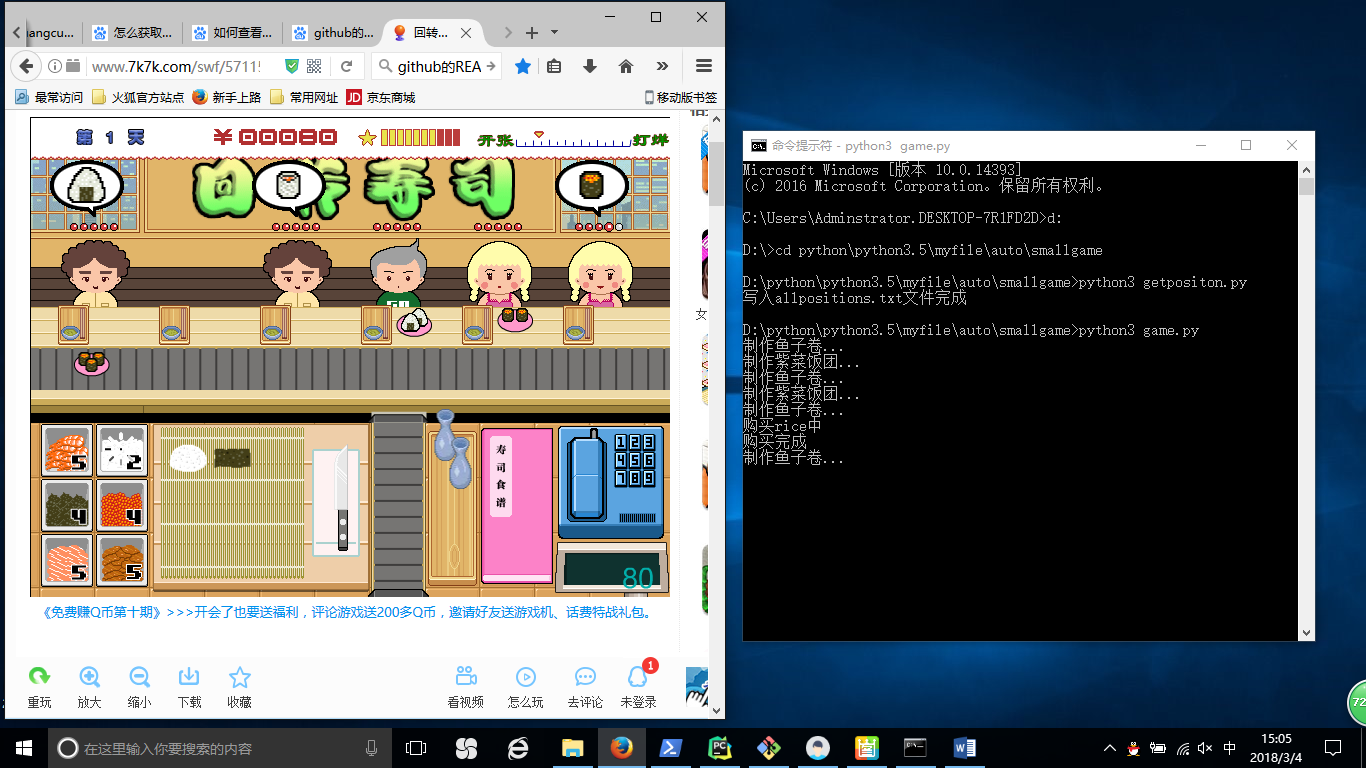 angcu...
怎么获取...
如何查看...
github的...
回转...
www.7k7k.com/swf/5711
github的REA
最常访问
火狐官方站点
新手上路
常用网址
JD 京东商城
移动版书签
第 1 天
¥00080
开张
打烊
回转寿司
5
2
4
4
5
5
寿司食谱
1 2 3
4 5 6
7 8 9
80
女
《免费赚Q币第十期》>>>开会了也要送福利，评论游戏送200多Q币，邀请好友送游戏机、话费特战礼包。
重玩
放大
缩小
下载
收藏
看视频
怎么玩
去评论
1
未登录
命令提示符 - python3 game.py
Microsoft Windows [版本 10.0.14393]
(c) 2016 Microsoft Corporation。保留所有权利。
C:\Users\Adminstrator.DESKTOP-7R1FD2D>d:
D:\>cd python\python3.5\myfile\auto\smallgame
D:\python\python3.5\myfile\auto\smallgame>python3 getpositon.py
写入allpositions.txt文件完成
D:\python\python3.5\myfile\auto\smallgame>python3 game.py
制作鱼子卷...
制作紫菜饭团...
制作鱼子卷...
制作紫菜饭团...
制作鱼子卷...
购买rice中
购买完成
制作鱼子卷...
72
在这里输入你要搜索的内容
中
15:05
2018/3/4